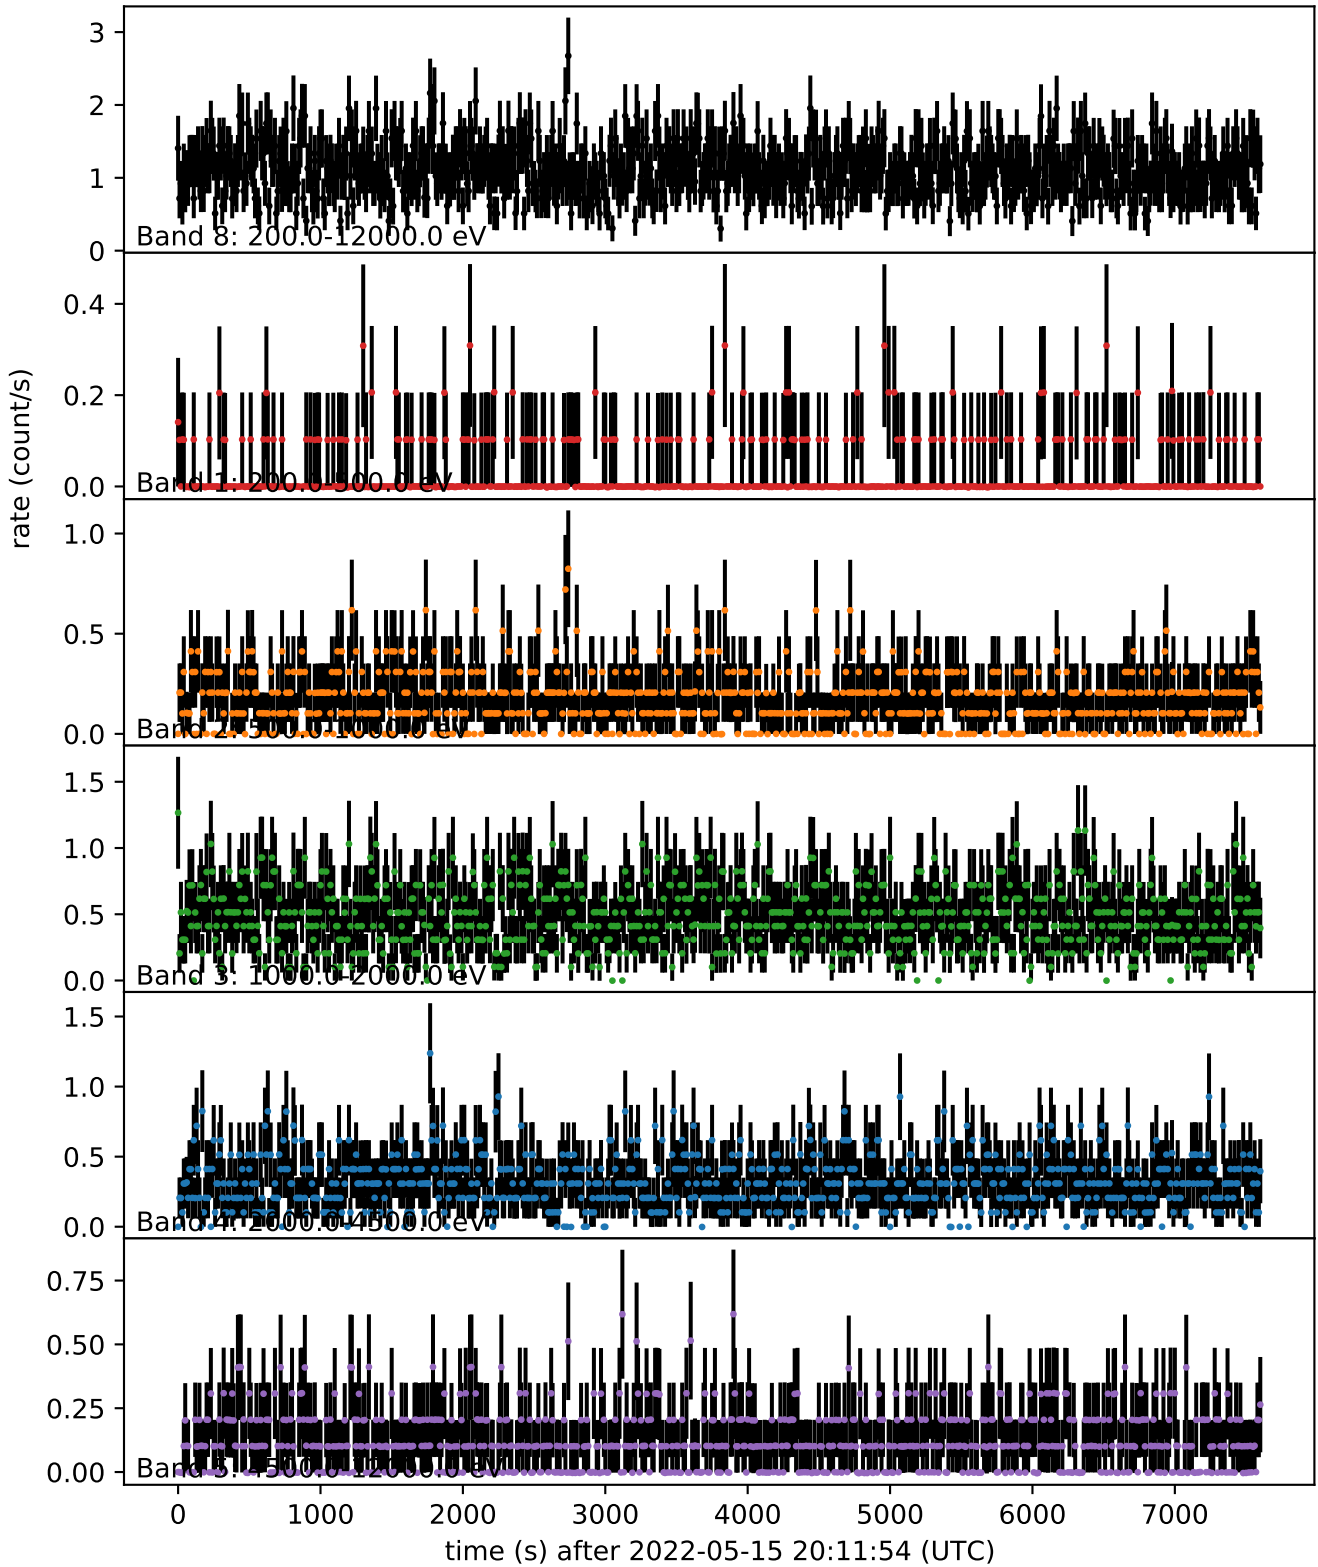 3
2
1
0
Band 8: 200.0-12000.0 eV
0.4
0.2
0.0
Band 1: 200.0-500.0 eV
rate (count/s)
1.0
0.5
0.0
Band 2: 500.0-1000.0 eV
1.5
1.0
0.5
0.0
Band 3: 1000.0-2000.0 eV
1.5
1.0
0.5
0.0
Band 4: 2000.0-4500.0 eV
0.75
0.50
0.25
0.00
Band 5: 4500.0-12000.0 eV
0 1000 2000 3000 4000 5000 6000 7000
time (s) after 2022-05-15 20:11:54 (UTC)